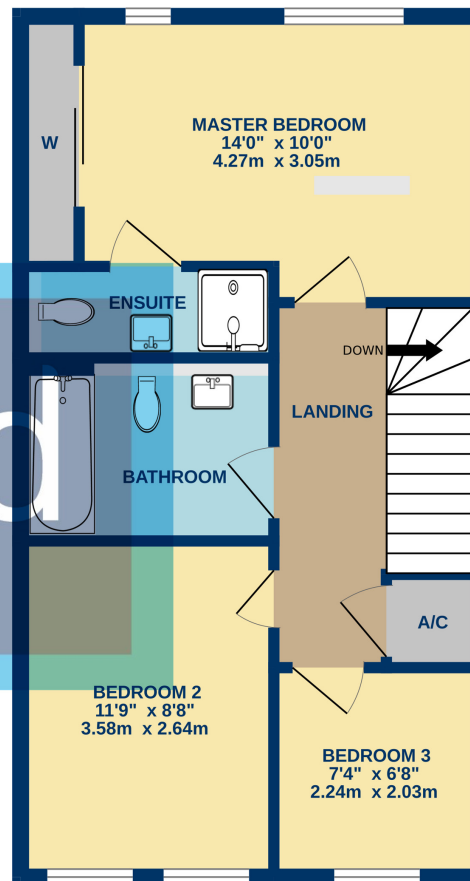 W
MASTER BEDROOM
14'0" x 10'0"
4.27m x 3.05m
ENSUITE
DOWN
LANDING
d
BATHROOM
A/C
BEDROOM 2
11'9" x 8'8"
3.58m x 2.64m
BEDROOM 3
7'4" x 6'8"
2.24m x 2.03m